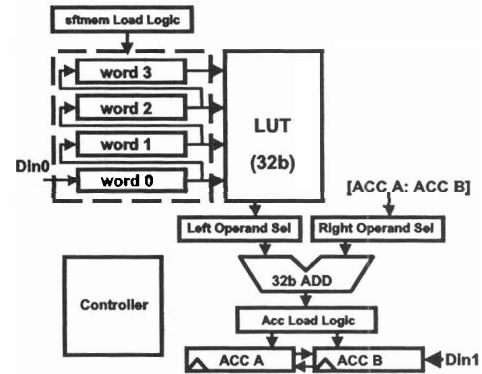 sftmem Load Logic
word 3
word 2
word 1
Din0
word 0
LUT
(32b)
[ACC A: ACC B]
Left Operand Sel
Right Operand Sel
32b ADD
Controller
Acc Load Logic
ACC A
ACC B
Din1